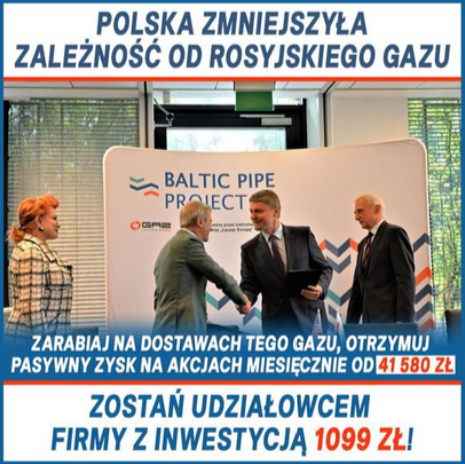 POLSKA ZMNIEJSZYŁA
ZALEŻNOŚĆ OD ROSYJSKIEGO GAZU
BALTIC PIPE
PROJECT
GAZ
ZARABIAJ NA DOSTAWACH TEGO GAZU, OTRZYMUJ
PASYWNY ZYSK NA AKCJACH MIESIĘCZNIE OD 41 580 ZŁ
ZOSTAŃ UDZIAŁOWCEM
FIRMY Z INWESTYCJĄ 1099 ZŁ!